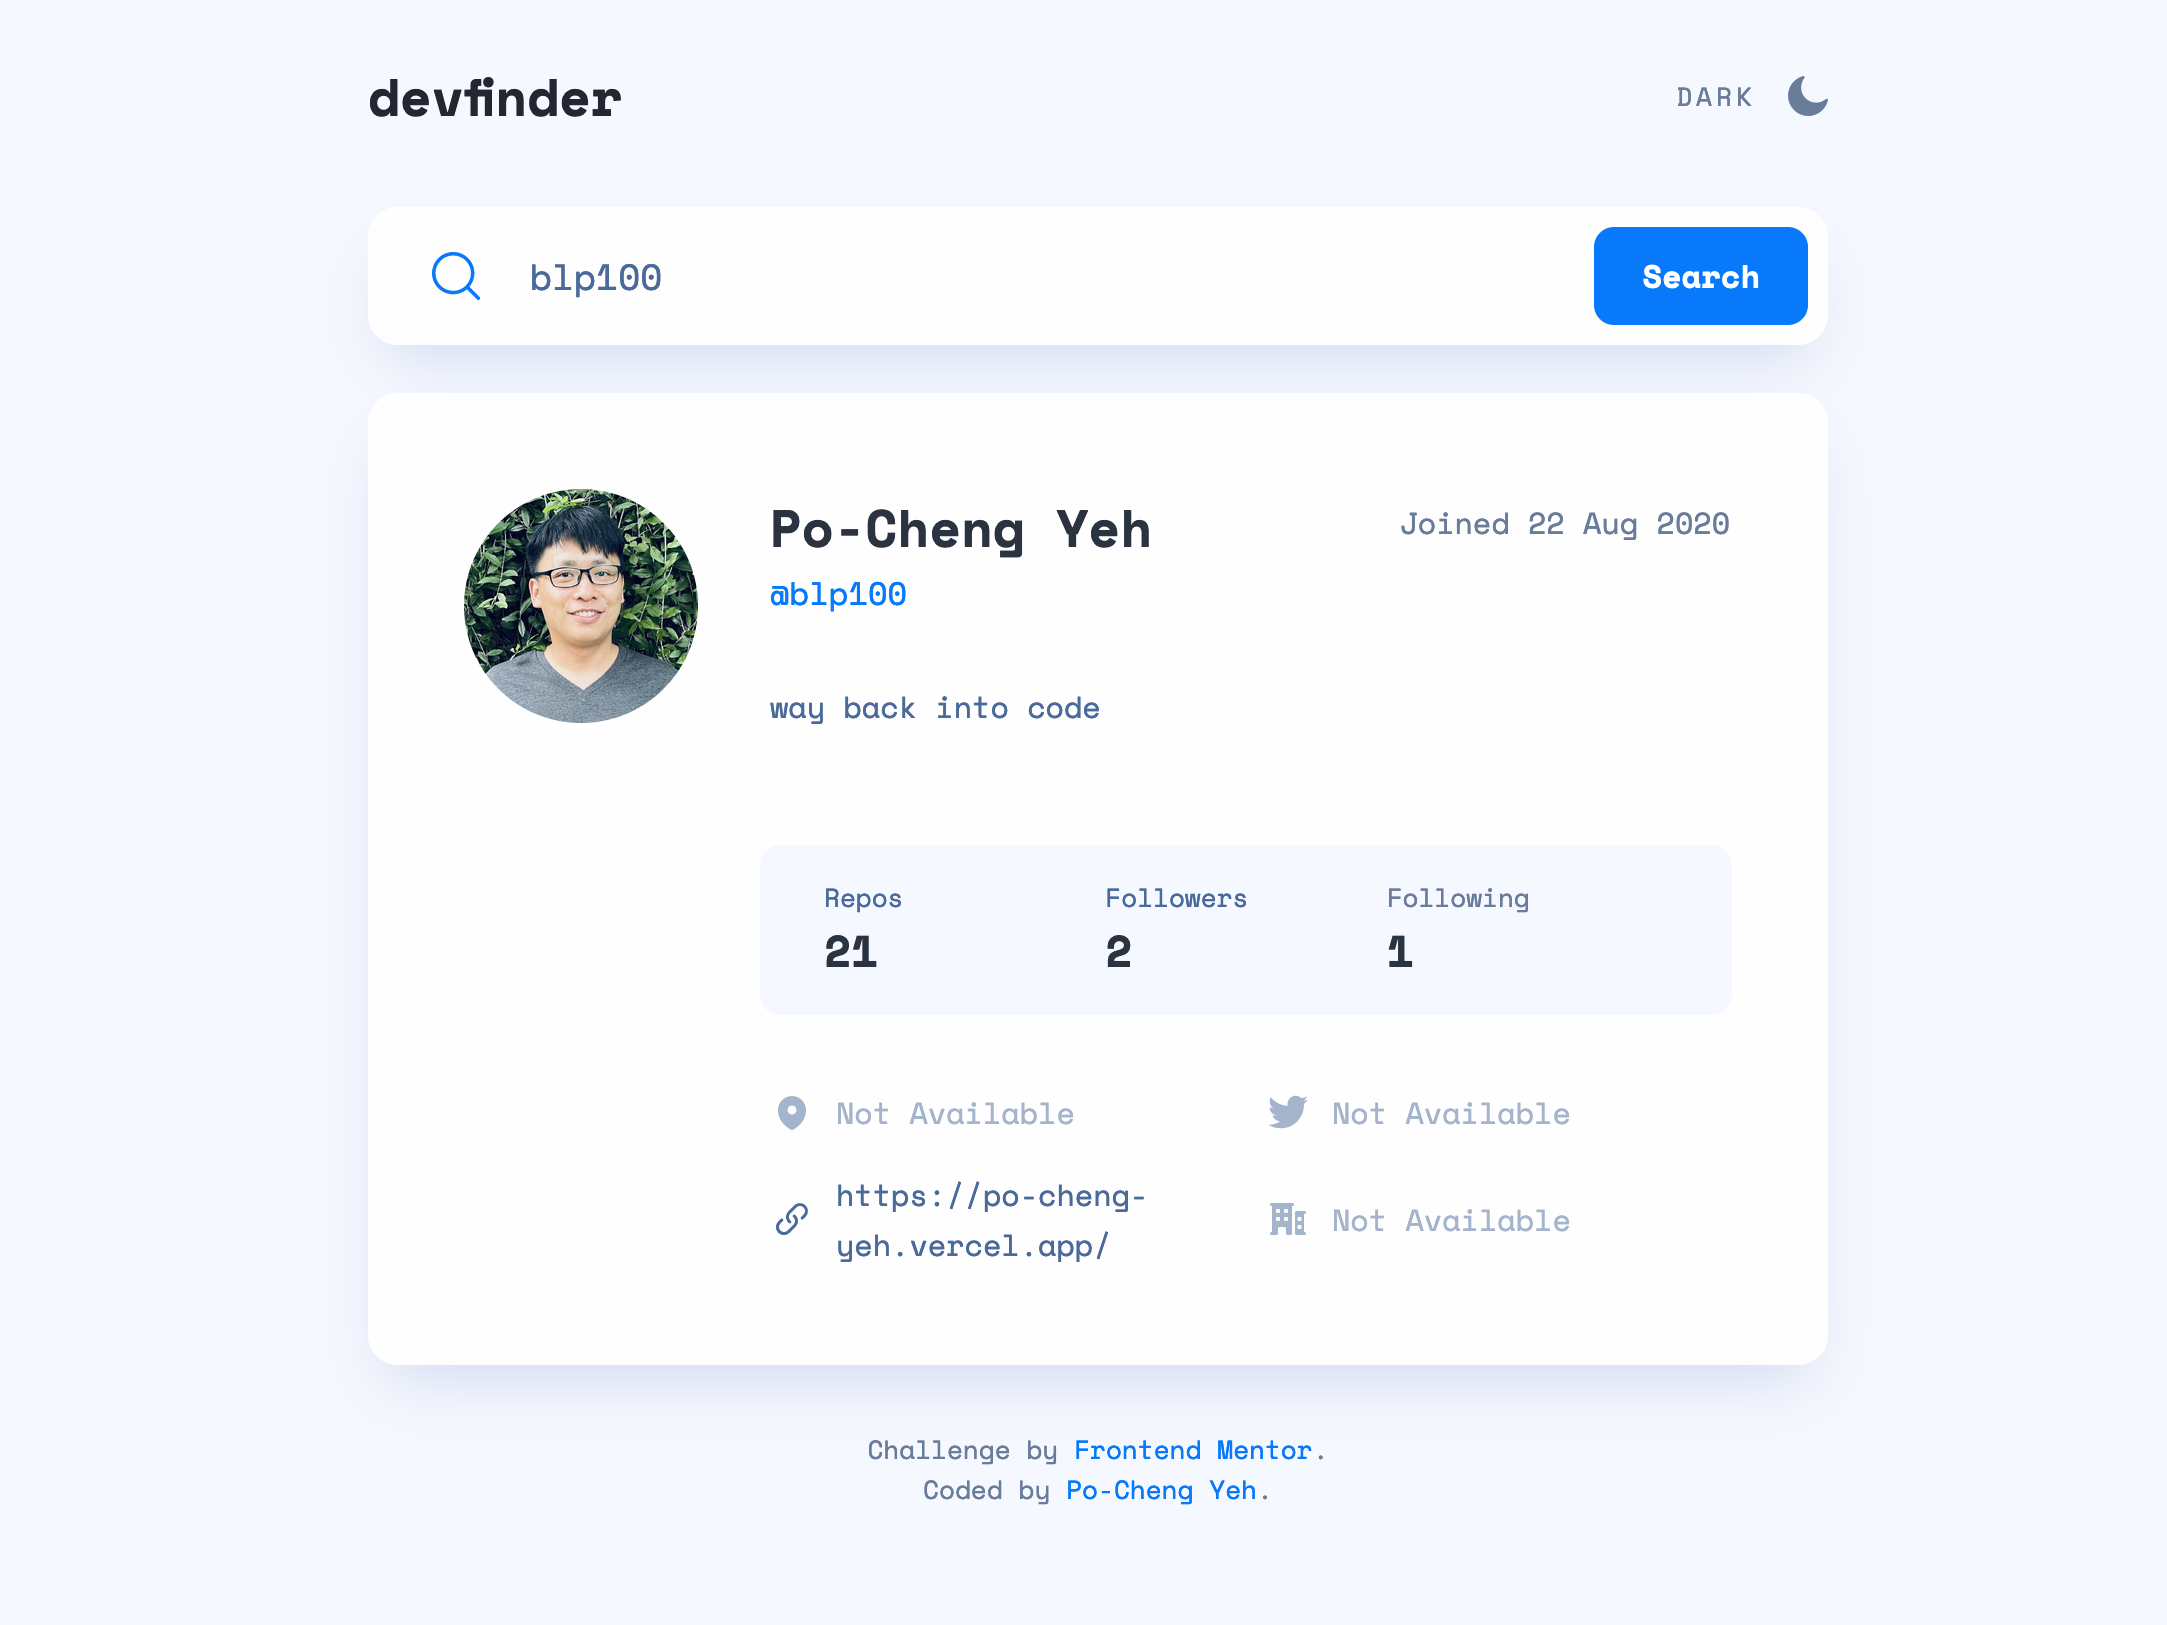 devfinder
DARK
blp100
Search
Po-Cheng Yeh
Joined 22 Aug 2020
@blp100
way back into code
Repos
Followers
Following
21
2
1
Not Available
Not Available
https://po-cheng-
yeh.vercel.app/
Not Available
Challenge by Frontend Mentor.
Coded by Po-Cheng Yeh.